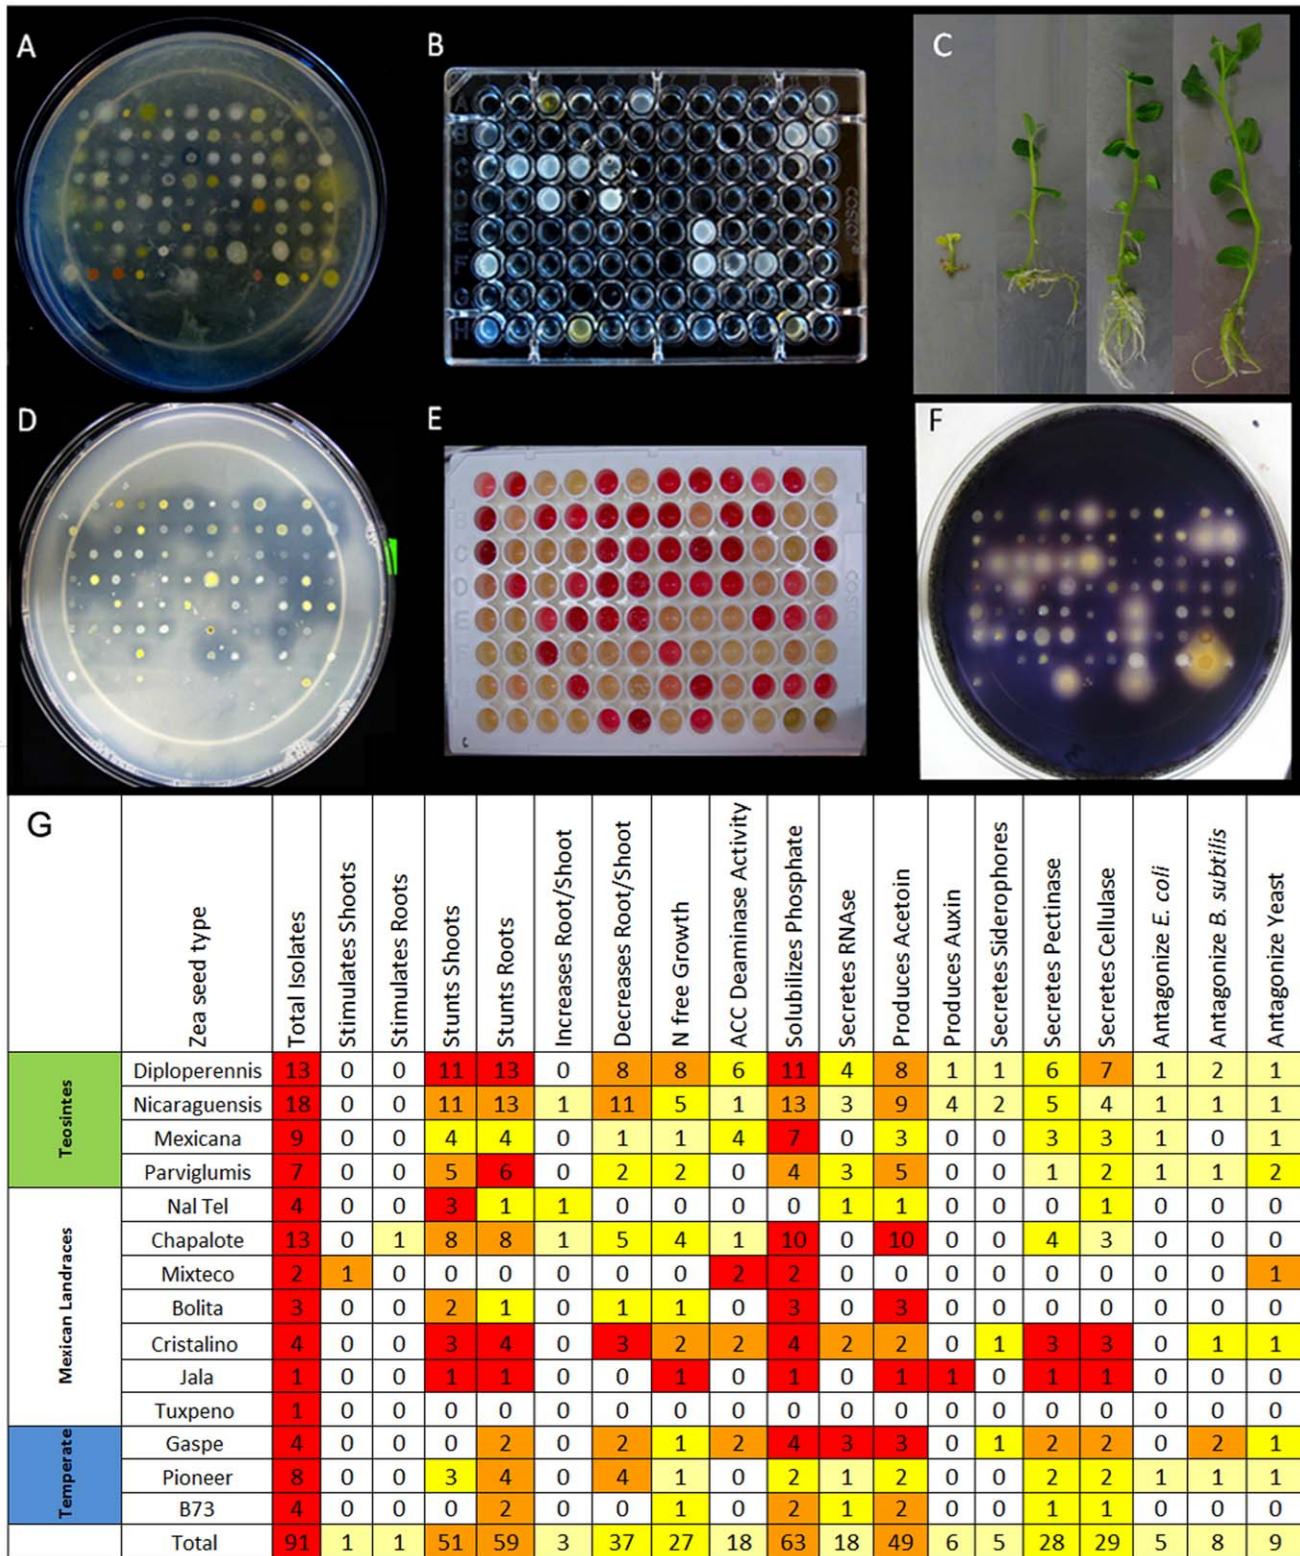 A
B
C
D
E
F
G
Zea seed type Total Isolates Stimulates Shoots Stimulates Roots Stunts Shoots Stunts Roots Increases Root/Shoot Decreases Root/Shoot N free Growth ACC Deaminase Activity Solubilizes Phosphate Secretes RNAse Produces Acetoin Produces Auxin Secretes Siderophores Secretes Pectinase Secretes Cellulase Antagonize E. coli Antagonize B. subtilis Antagonize Yeast
Teosintes
Diploperennis 13 0 0 11 13 0 8 8 6 11 4 8 1 1 6 7 1 2 1
Nicaraguensis 18 0 0 11 13 1 11 5 1 13 3 9 4 2 5 4 1 1 1
Mexicana 9 0 0 4 4 0 1 1 4 7 0 3 0 0 3 3 1 0 1
Parviglumis 7 0 0 5 6 0 2 2 0 4 3 5 0 0 1 2 1 1 2
Mexican Landraces
Nal Tel 4 0 0 3 1 1 0 0 0 0 1 1 0 0 0 1 0 0 0
Chapalote 13 0 1 8 8 1 5 4 1 10 0 10 0 0 4 3 0 0 0
Mixteco 2 1 0 0 0 0 0 0 2 2 0 0 0 0 0 0 0 0 1
Bolita 3 0 0 2 1 0 1 1 0 3 0 3 0 0 0 0 0 0 0
Cristalino 4 0 0 3 4 0 3 2 2 4 2 2 0 1 3 3 0 1 1
Jala 1 0 0 1 1 0 0 1 0 1 0 1 1 0 1 1 0 0 0
Tuxpeno 1 0 0 0 0 0 0 0 0 0 0 0 0 0 0 0 0 0 0
Temperate
Gaspe 4 0 0 0 2 0 2 1 2 4 3 3 0 1 2 2 0 2 1
Pioneer 8 0 0 3 4 0 4 1 0 2 1 2 0 0 2 2 1 1 1
B73 4 0 0 0 2 0 0 1 0 2 1 2 0 0 1 1 0 0 0
Total 91 1 1 51 59 3 37 27 18 63 18 49 6 5 28 29 5 8 9